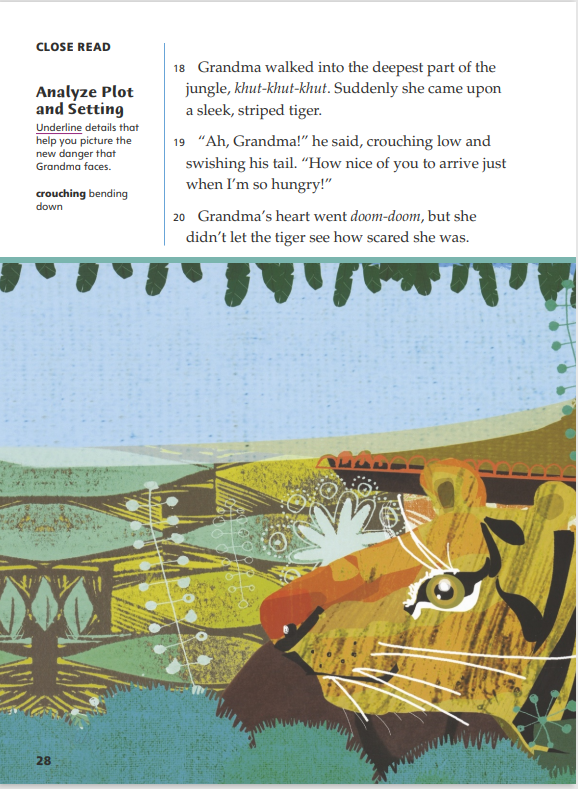 CLOSE READ
Analyze Plot
and Setting
Underline details that
help you picture the
new danger that
Grandma faces.
crouching bending
down
18 Grandma walked into the deepest part of the
jungle, khut-khut-khut. Suddenly she came upon
a sleek, striped tiger.
19 “Ah, Grandma!” he said, crouching low and
swishing his tail. “How nice of you to arrive just
when I’m so hungry!”
20 Grandma’s heart went doom-doom, but she
didn’t let the tiger see how scared she was.
28